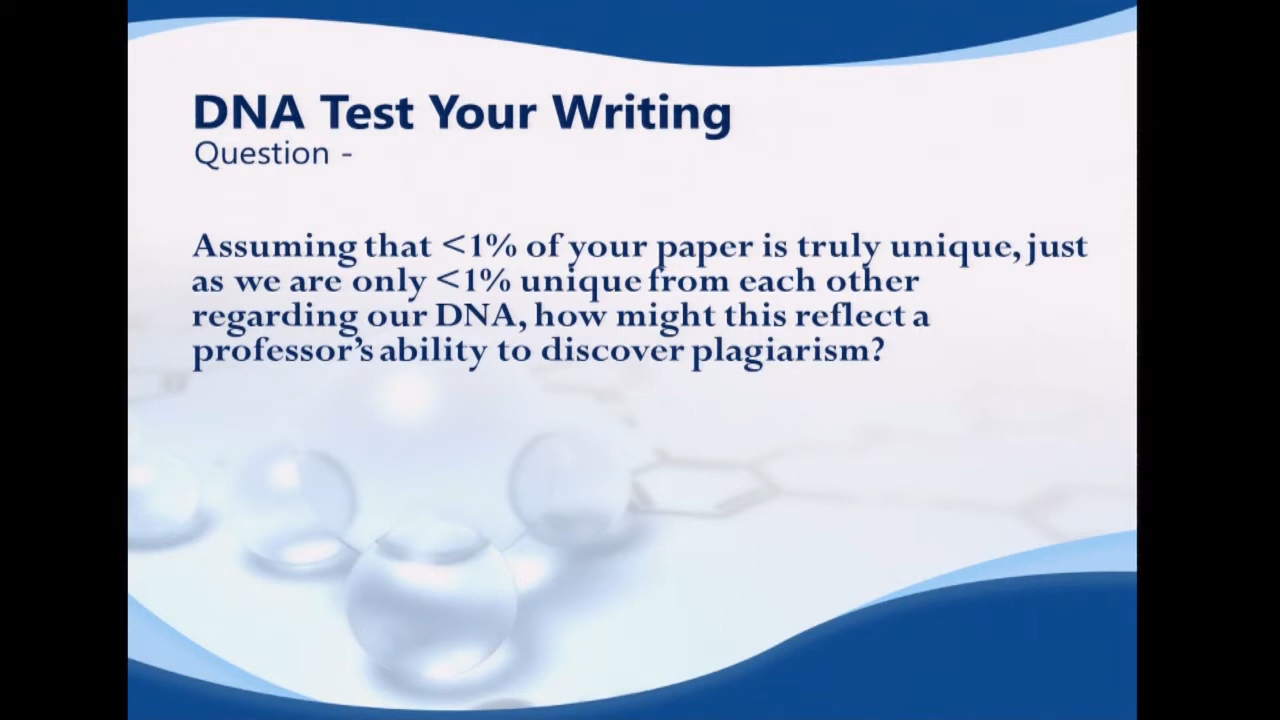 DNA Test Your Writing
Question -
Assuming that <1% of your paper is truly unique, just
as we are only <1% unique from each other
regarding our DNA, how might this reflect a
professor’s ability to discover plagiarism?